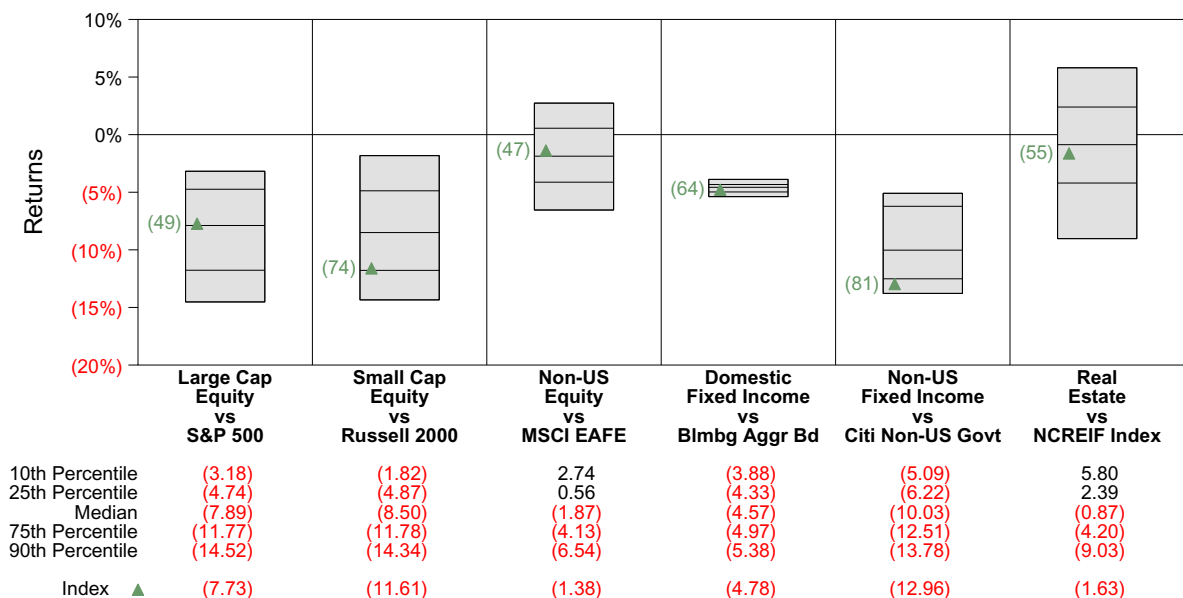 10%
5%
0%
(5%)
(10%)
(15%)
(20%)
Returns
(49)
(74)
(47)
(64)
(81)
(55)
Large Cap
Equity
vs
S&P 500
Small Cap
Equity
vs
Russell 2000
Non-US
Equity
vs
MSCI EAFE
Domestic
Fixed Income
vs
Blmbg Aggr Bd
Non-US
Fixed Income
vs
Citi Non-US Govt
Real
Estate
vs
NCREIF Index
10th Percentile (3.18) (1.82) 2.74 (3.88) (5.09) 5.80
25th Percentile (4.74) (4.87) 0.56 (4.33) (6.22) 2.39
Median (7.89) (8.50) (1.87) (4.57) (10.03) (0.87)
75th Percentile (11.77) (11.78) (4.13) (4.97) (12.51) (4.20)
90th Percentile (14.52) (14.34) (6.54) (5.38) (13.78) (9.03)
Index (7.73) (11.61) (1.38) (4.78) (12.96) (1.63)